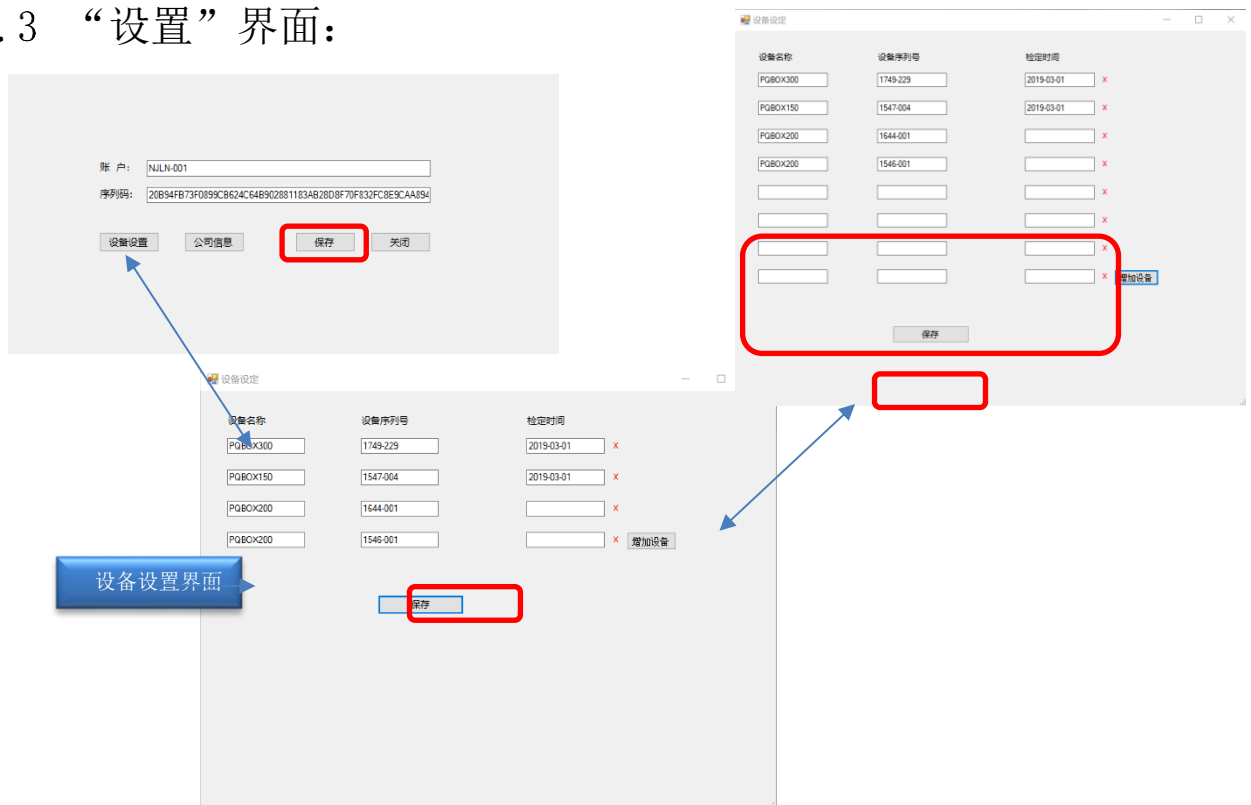 .3 “设置”界面：
账 户： NJLN-001
序列码： 20B94FB73F0899CB624C64B902881183AB28D8F70F832FC8E9CAA894
设备设置 公司信息 保存 关闭
设备设定
设备名称 设备序列号 检定时间
PQBOX300 1749-229 2019-03-01 X
PQBOX150 1547-004 2019-03-01 X
PQBOX200 1644-001 X
PQBOX200 1546-001 X
X
X
X
X 增加设备
保存
设备设定
设备名称 设备序列号 检定时间
PQBOX300 1749-229 2019-03-01 X
PQBOX150 1547-004 2019-03-01 X
PQBOX200 1644-001 X
PQBOX200 1546-001 X 增加设备
设备设置界面
保存